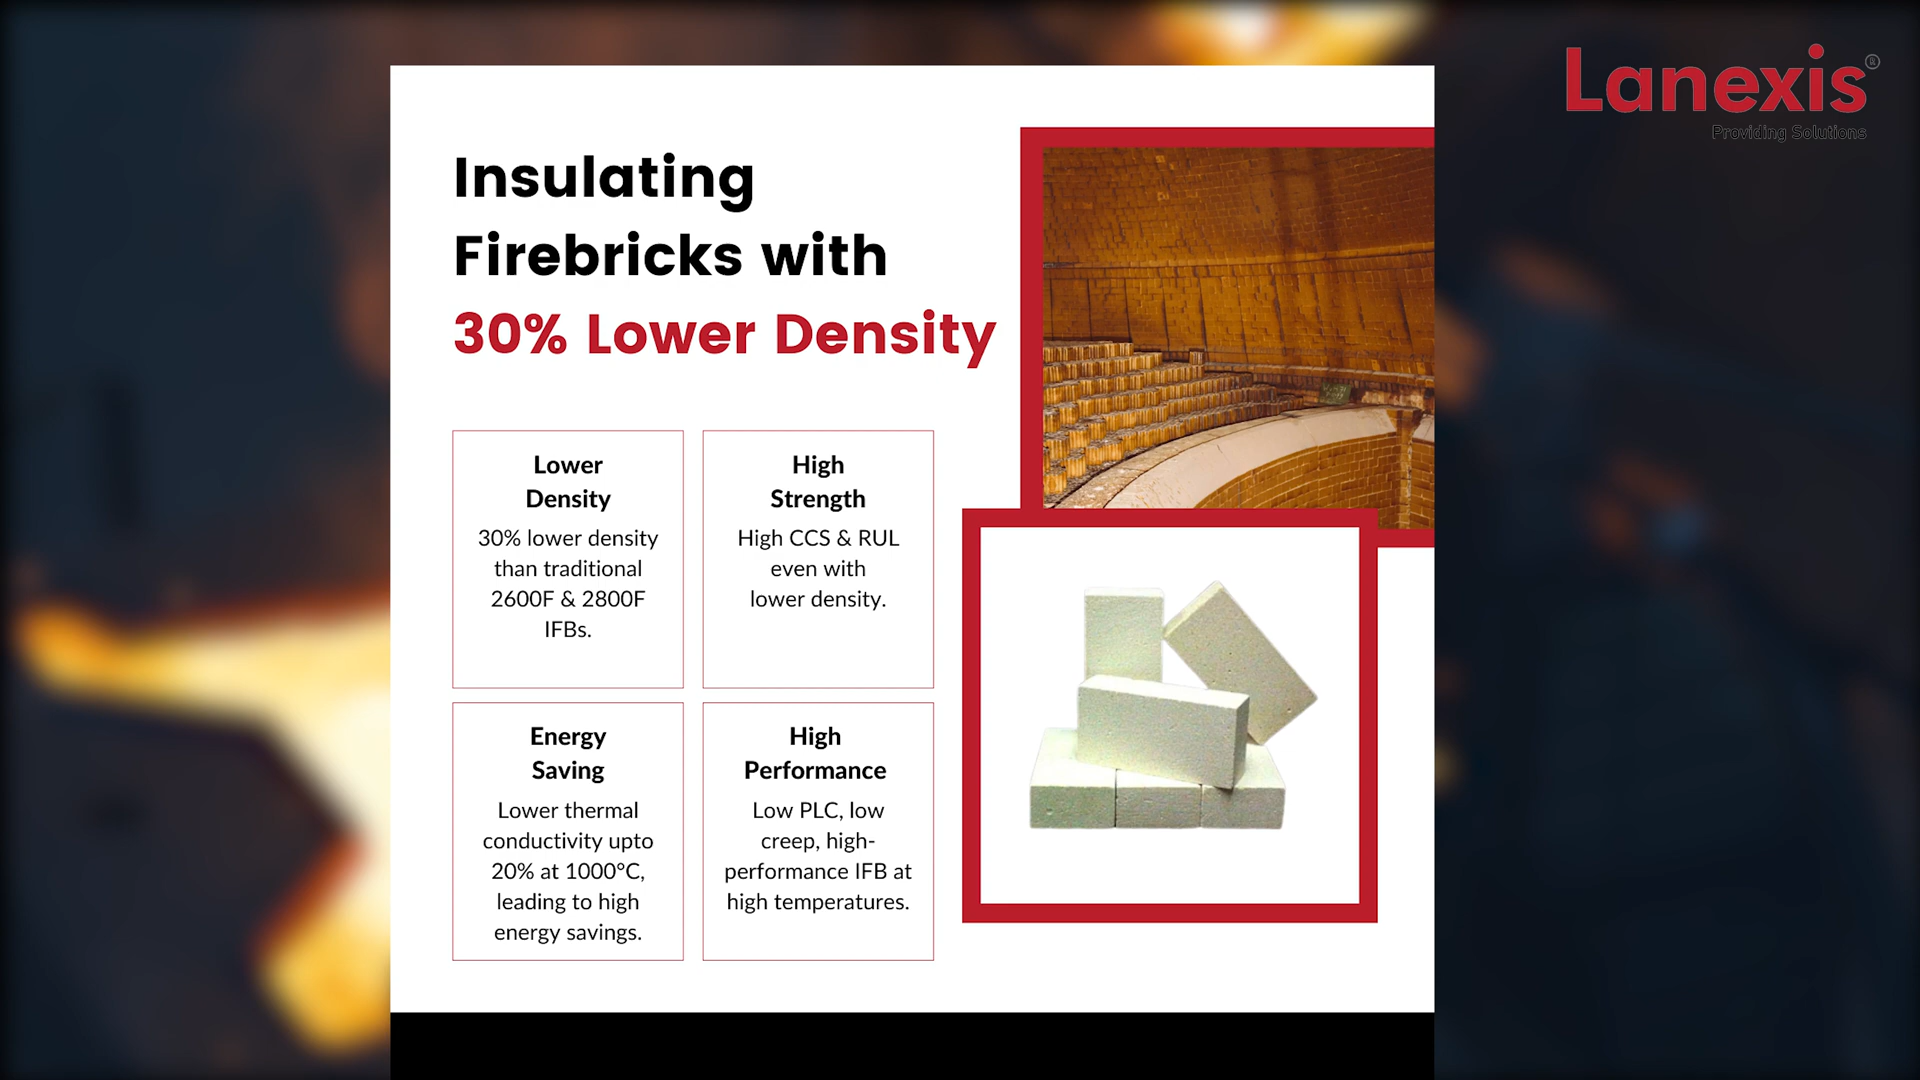 Lanexis®
Providing Solutions
Insulating
Firebricks with
30% Lower Density
Lower
Density
30% lower density
than traditional
2600F & 2800F
IFBs.
High
Strength
High CCS & RUL
even with
lower density.
Energy
Saving
Lower thermal
conductivity upto
20% at 1000°C,
leading to high
energy savings.
High
Performance
Low PLC, low
creep, high-
performance IFB at
high temperatures.